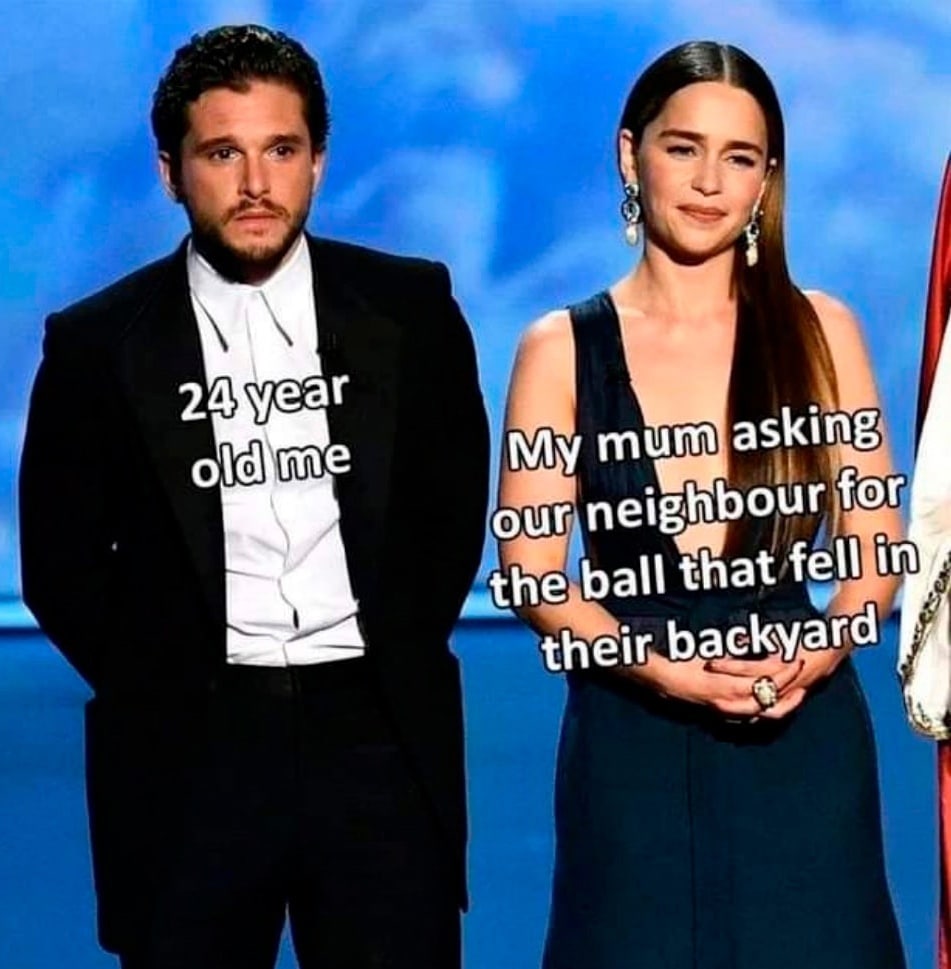 24 year
old me
My mum asking
our neighbour for
the ball that fell in
their backyard